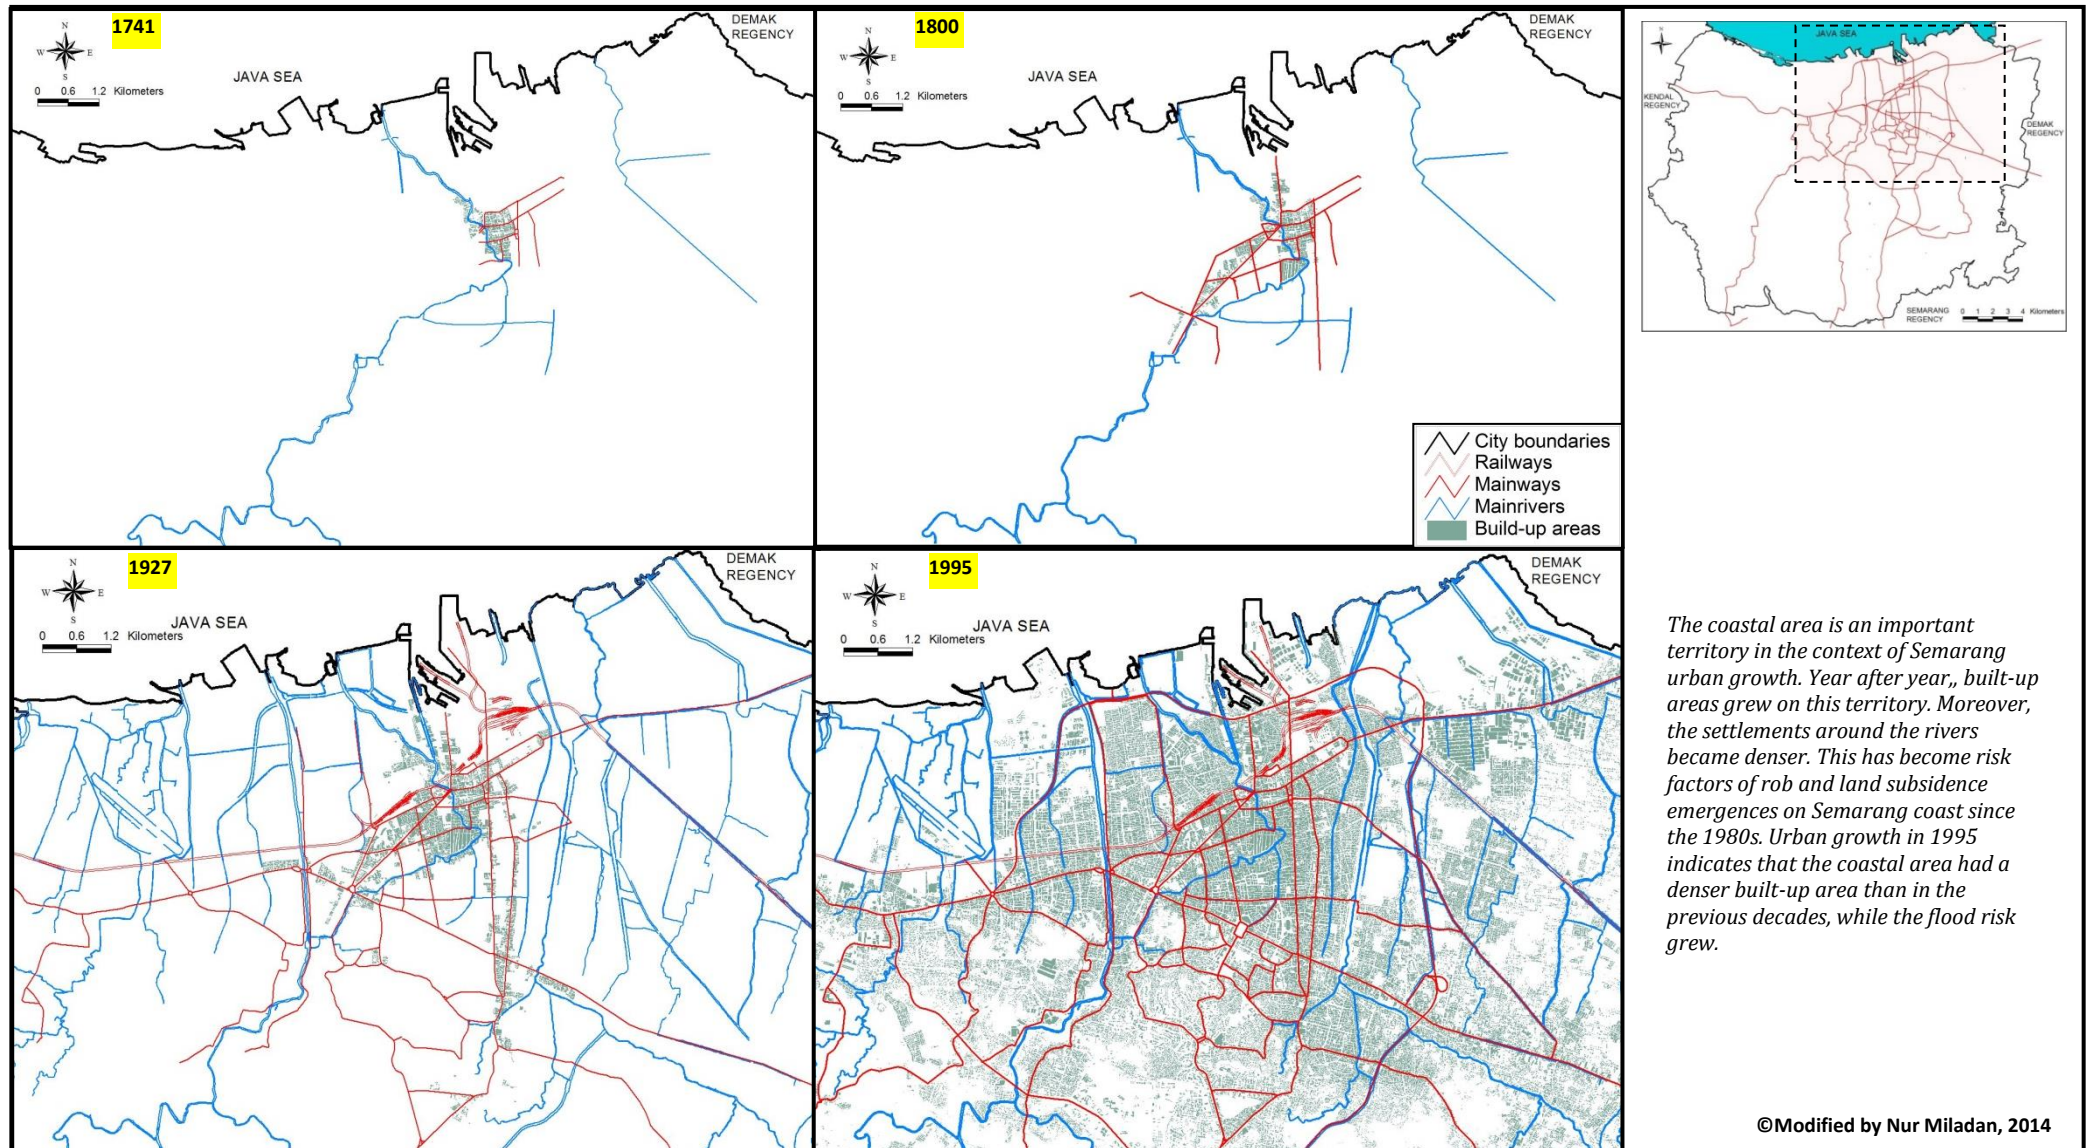 1741
N
W
E
S
0 0.6 1.2 Kilometers
JAVA SEA
DEMAK
REGENCY
1800
N
W
E
S
0 0.6 1.2 Kilometers
JAVA SEA
DEMAK
REGENCY
City boundaries
Railways
Mainways
Mainrivers
Build-up areas
N
JAVA SEA
KENDAL
REGENCY
DEMAK
REGENCY
SEMARANG
REGENCY
0 1 2 3 4 Kilometers
1927
N
W
E
S
0 0.6 1.2 Kilometers
JAVA SEA
DEMAK
REGENCY
1995
N
W
E
S
0 0.6 1.2 Kilometers
JAVA SEA
DEMAK
REGENCY
The coastal area is an important
territory in the context of Semarang
urban growth. Year after year,, built-up
areas grew on this territory. Moreover,
the settlements around the rivers
became denser. This has become risk
factors of rob and land subsidence
emergences on Semarang coast since
the 1980s. Urban growth in 1995
indicates that the coastal area had a
denser built-up area than in the
previous decades, while the flood risk
grew.
©Modified by Nur Miladan, 2014